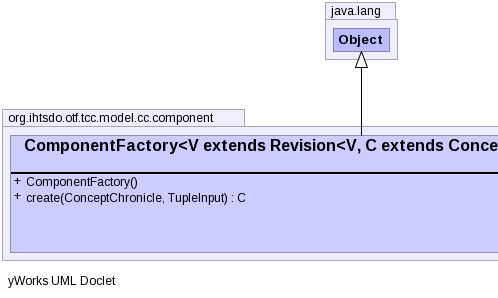 java.lang
Object
org.ihtsdo.otf.tcc.model.cc.component
ComponentFactory<V extends Revision<V, C extends Conce
+ ComponentFactory()
+ create(ConceptChronicle, TupleInput) : C
yWorks UML Doclet